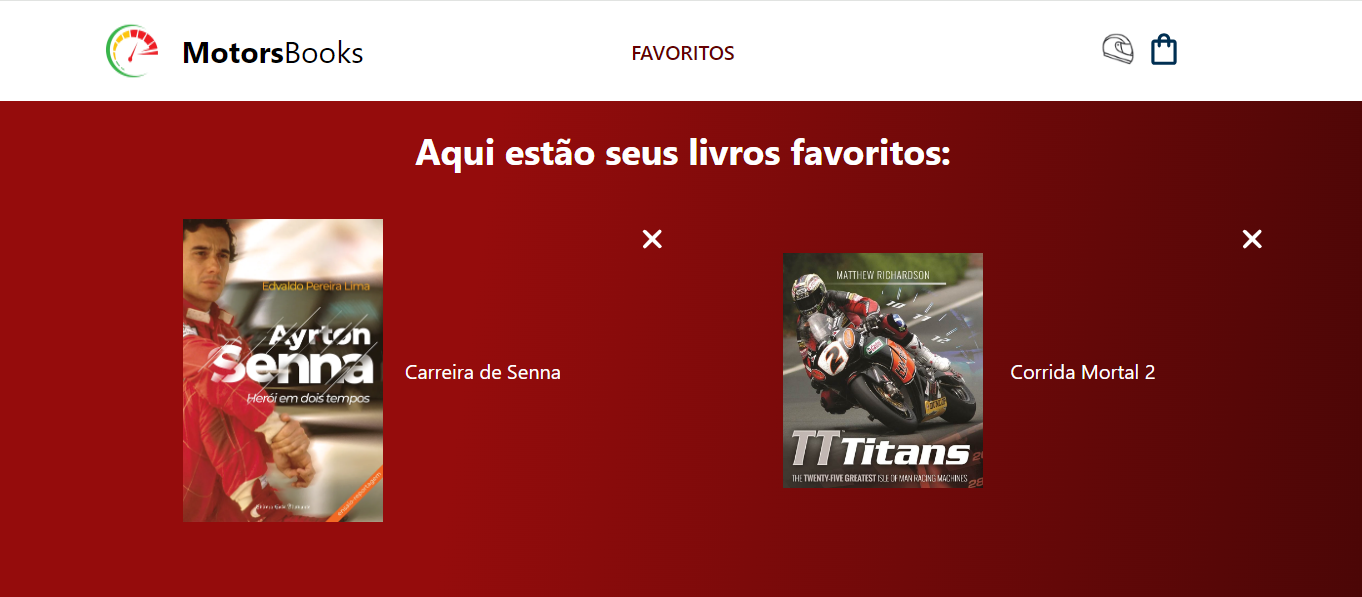 MotorsBooks
FAVORITOS
Aqui estão seus livros favoritos:
Edvaldo Pereira Lima
Ayrton
Senna
Herói em dois tempos
Carreira de Senna
MATTHEW RICHARDSON
2
TT Titans
THE TWENTY-FIVE GREATEST ISLE OF MAN RACING MACHINES
Corrida Mortal 2